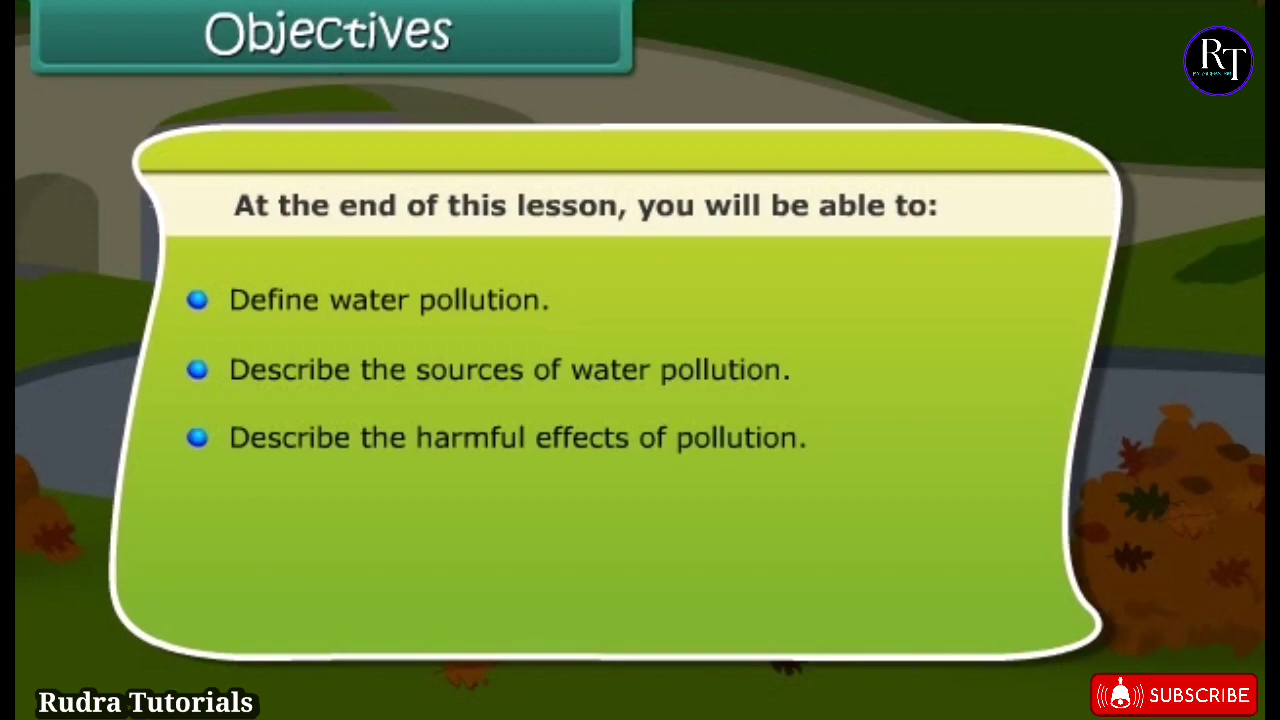 Objectives
RT
At the end of this lesson, you will be able to:
Define water pollution.
Describe the sources of water pollution.
Describe the harmful effects of pollution.
Rudra Tutorials
SUBSCRIBE